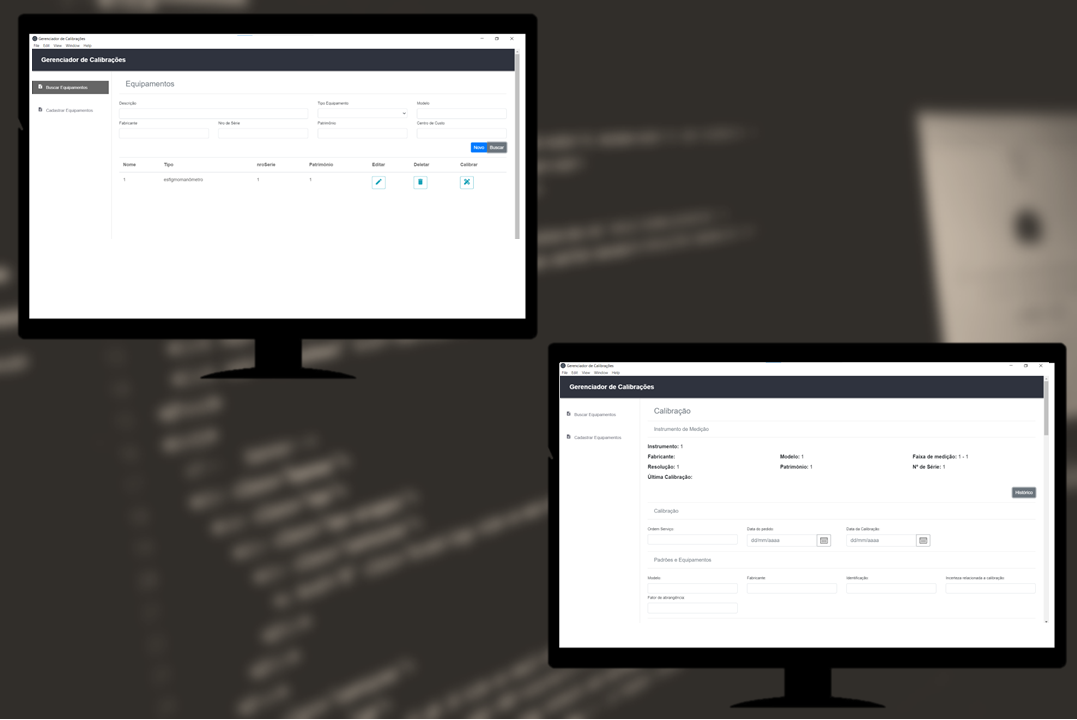 Gerenciador de Calibrações
File Edit View Window Help
Gerenciador de Calibrações
Buscar Equipamentos
Cadastrar Equipamentos
Equipamentos
Descrição Tipo Equipamento Modelo
Fabricante Nro de Série Patrimônio Centro de Custo
Novo Buscar
Nome Tipo nroSerie Patrimônio Editar Deletar Calibrar
1 esfigmomanômetro 1 1
Gerenciador de Calibrações
File Edit View Window Help
Gerenciador de Calibrações
Buscar Equipamentos
Cadastrar Equipamentos
Calibração
Instrumento de Medição
Instrumento: 1
Fabricante: Modelo: 1 Faixa de medição: 1 - 1
Resolução: 1 Patrimônio: 1 Nº de Série: 1
Última Calibração:
Histórico
Calibração
Ordem Serviço: Data do pedido: Data da Calibração:
dd/mm/aaaa dd/mm/aaaa
Padrões e Equipamentos
Modelo: Fabricante: Identificação: Incerteza relacionada a calibração:
Fator de abrangência: